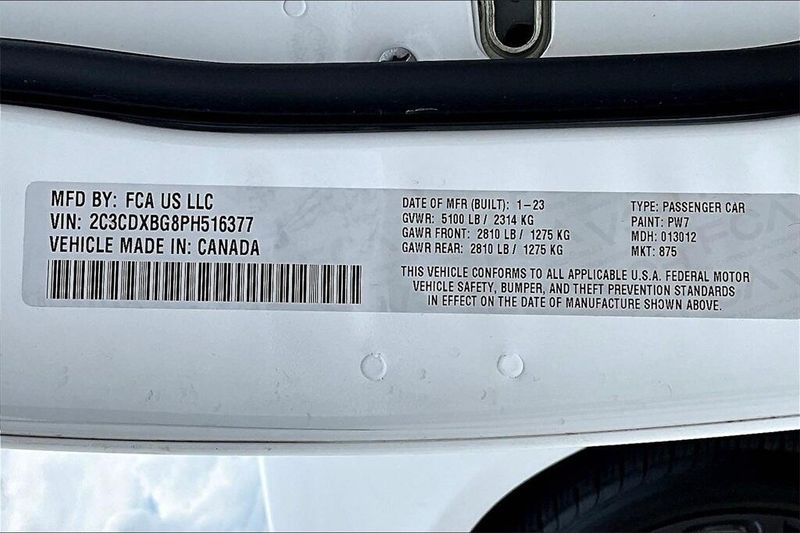 MFD BY: FCA US LLC
VIN: 2C3CDXBG8PH516377
VEHICLE MADE IN: CANADA
DATE OF MFR (BUILT): 1-23
GVWR: 5100 LB / 2314 KG
GAWR FRONT: 2810 LB / 1275 KG
GAWR REAR: 2810 LB / 1275 KG
TYPE: PASSENGER CAR
PAINT: PW7
MDH: 013012
MKT: 875
THIS VEHICLE CONFORMS TO ALL APPLICABLE U.S.A. FEDERAL MOTOR
VEHICLE SAFETY, BUMPER, AND THEFT PREVENTION STANDARDS
IN EFFECT ON THE DATE OF MANUFACTURE SHOWN ABOVE.
FCA